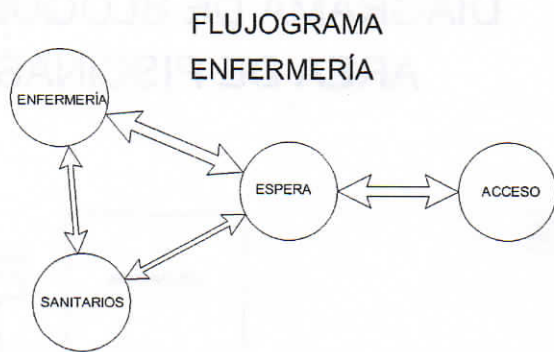 FLUJOGRAMA
ENFERMERÍA
ENFERMERÍA
ESPERA
ACCESO
SANITARIOS